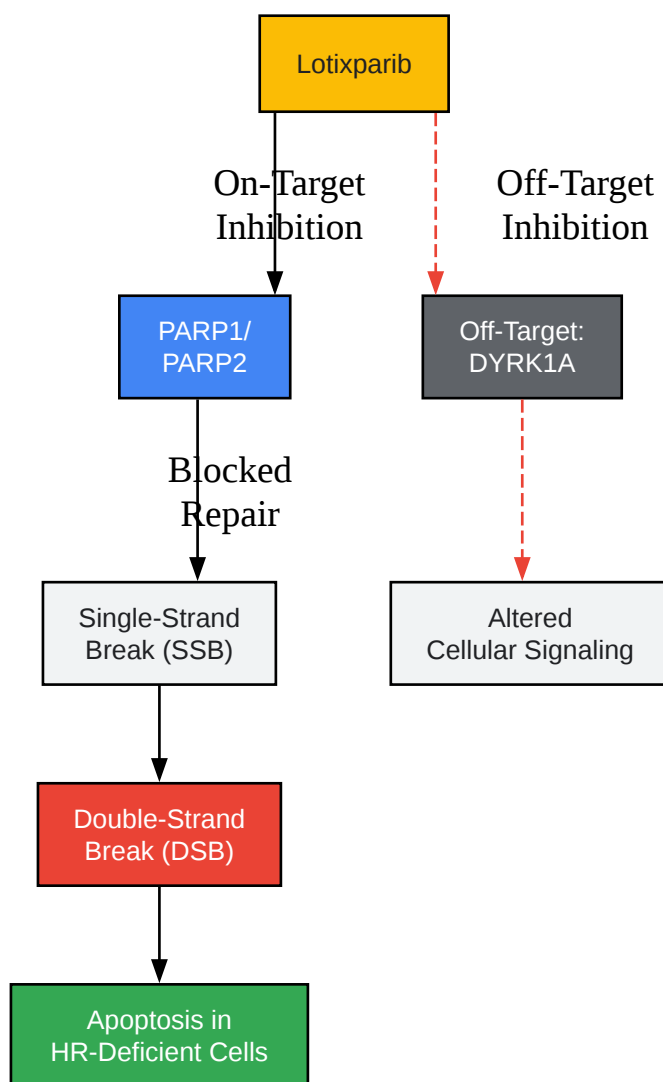 Lotixparib
On-Target
Inhibition
Off-Target
Inhibition
PARP1/
PARP2
Off-Target:
DYRK1A
Blocked
Repair
Single-Strand
Break (SSB)
Altered
Cellular Signaling
Double-Strand
Break (DSB)
Apoptosis in
HR-Deficient Cells